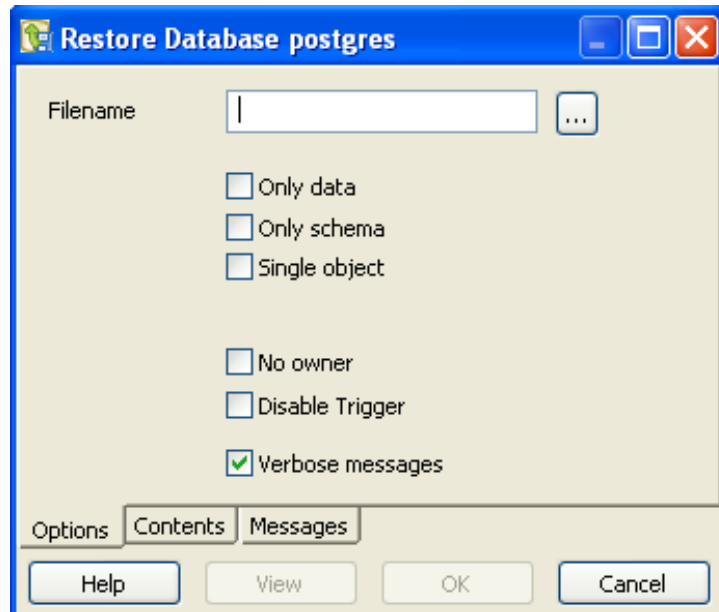 Restore Database postgres
Filename
...
Only data
Only schema
Single object
No owner
Disable Trigger
Verbose messages
Options Contents Messages
Help View OK Cancel